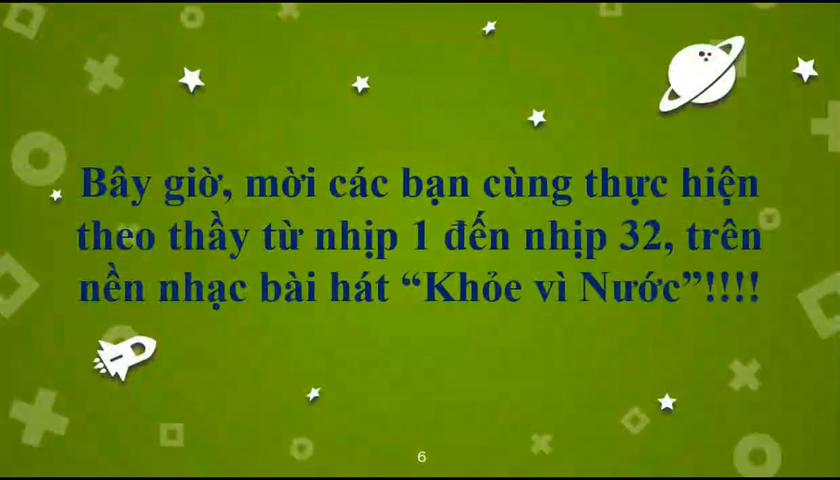 Bây giờ, mời các bạn cùng thực hiện
theo thầy từ nhịp 1 đến nhịp 32, trên
nền nhạc bài hát “Khỏe vì Nước”!!!!
6